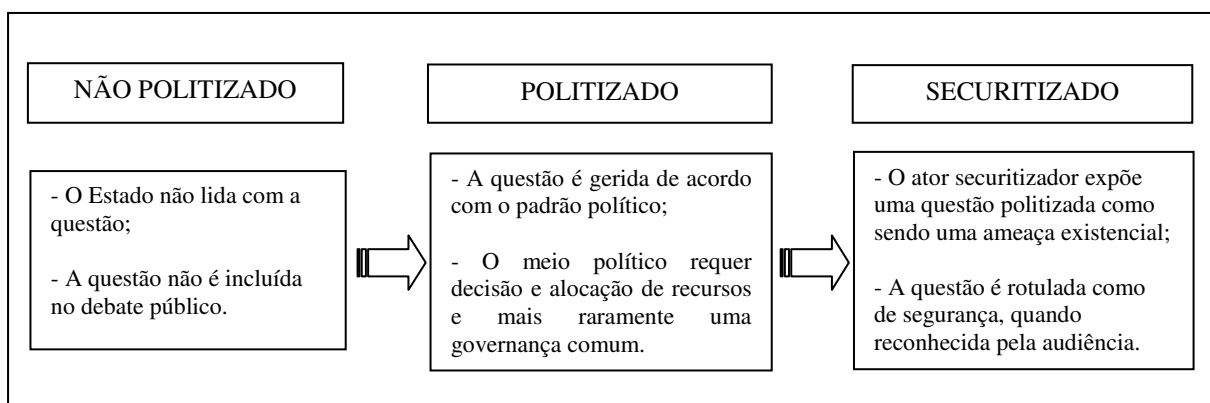 NÃO POLITIZADO
- O Estado não lida com a
questão;
- A questão não é incluída
no debate público.
POLITIZADO
- A questão é gerida de acordo
com o padrão político;
- O meio político requer
decisão e alocação de recursos
e mais raramente uma
governança comum.
SECURITIZADO
- O ator securitizador expõe
uma questão politizada como
sendo uma ameaça existencial;
- A questão é rotulada como
de segurança, quando
reconhecida pela audiência.